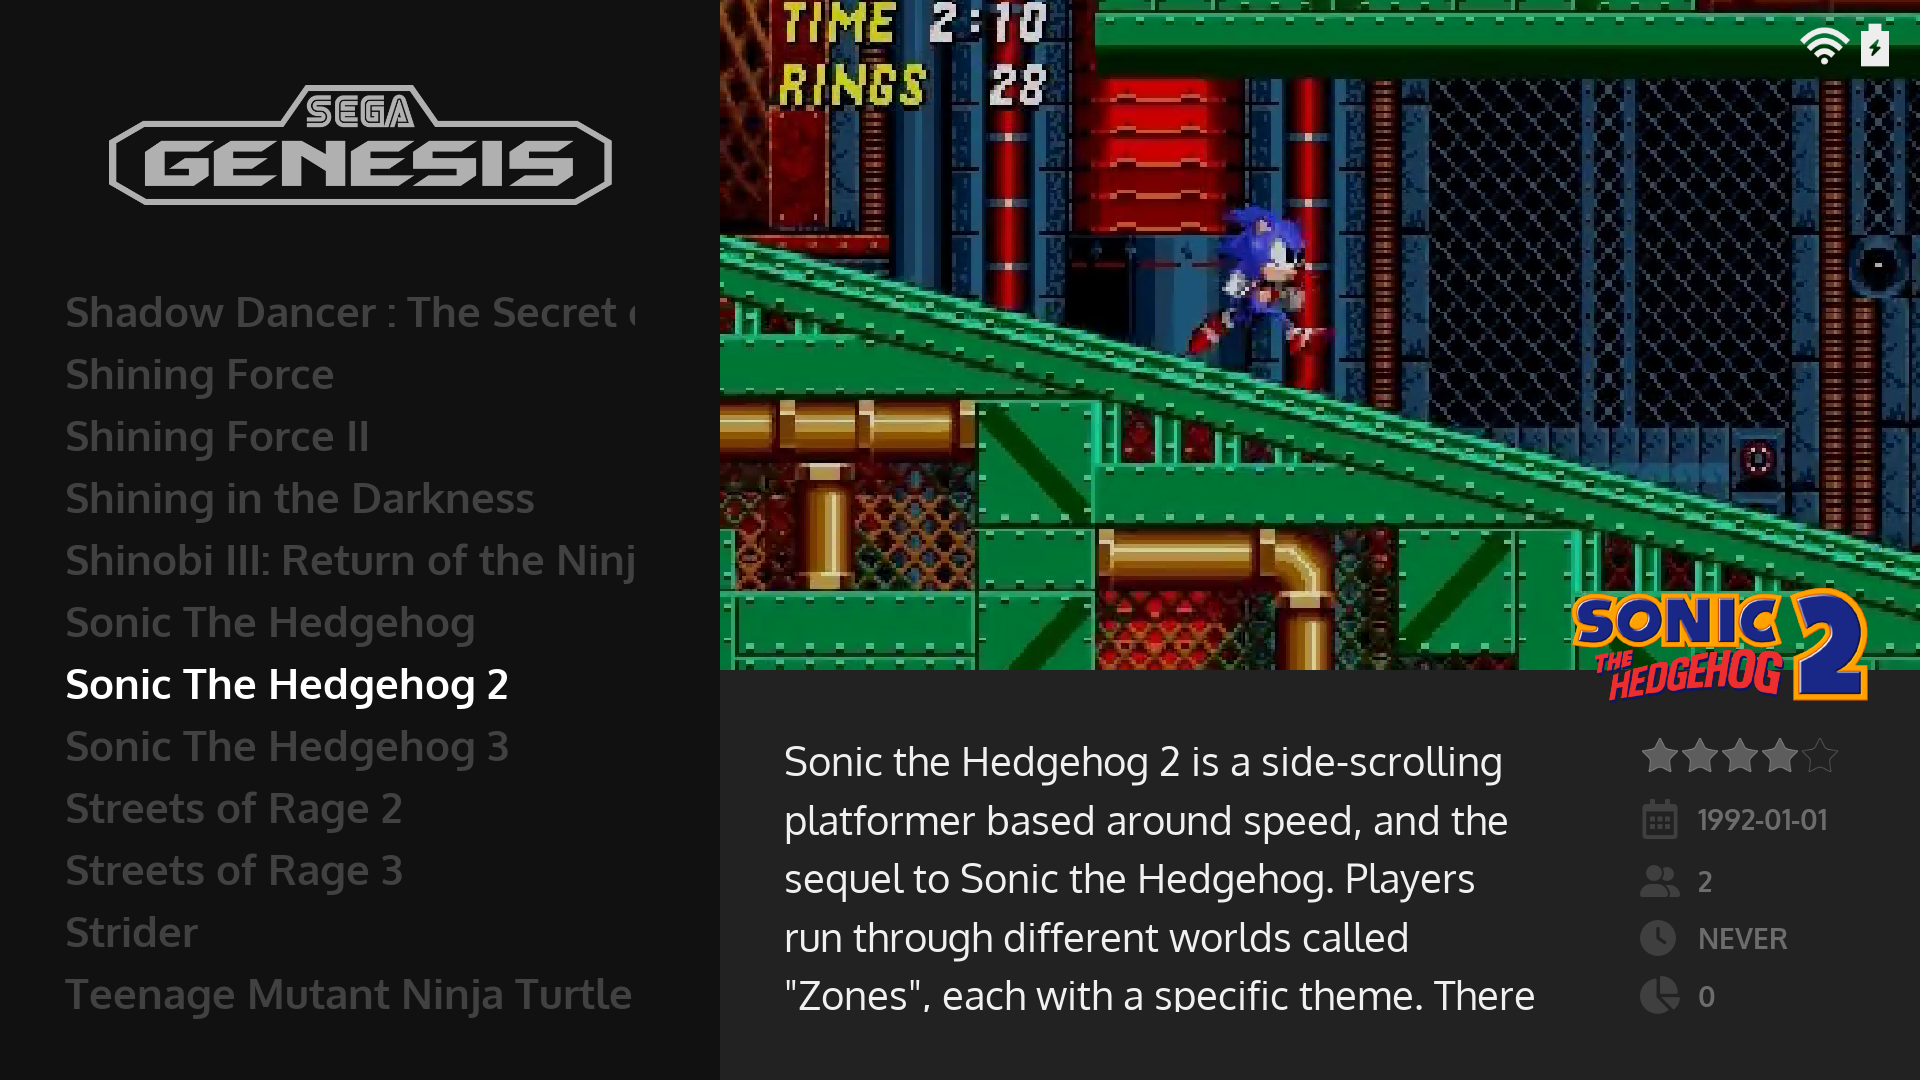 SEGA
GENESIS
Shadow Dancer : The Secret
Shining Force
Shining Force II
Shining in the Darkness
Shinobi III: Return of the Ninj
Sonic The Hedgehog
Sonic The Hedgehog 2
Sonic The Hedgehog 3
Streets of Rage 2
Streets of Rage 3
Strider
Teenage Mutant Ninja Turtle
TIME 2:10
RINGS 28
SONIC
THE
HEDGEHOG
2
Sonic the Hedgehog 2 is a side-scrolling
platformer based around speed, and the
sequel to Sonic the Hedgehog. Players
run through different worlds called
"Zones", each with a specific theme. There
1992-01-01
2
NEVER
0